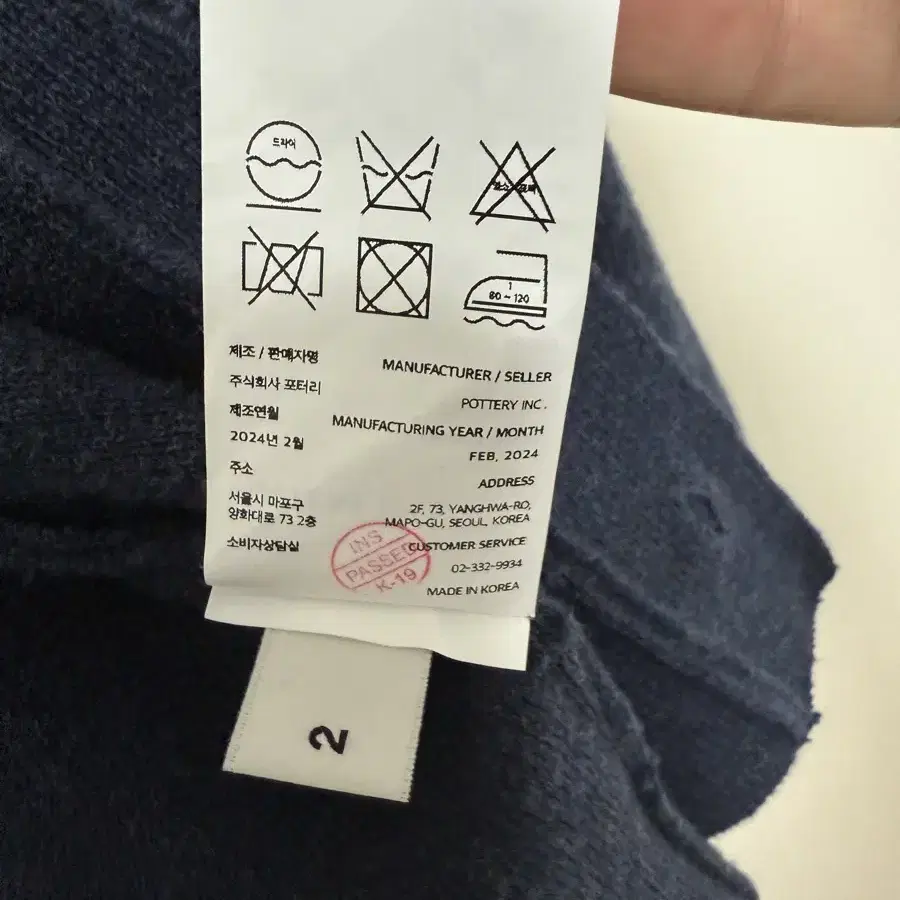 드라이
염소 표백
1
80 ~ 120
제조 / 판매자명
MANUFACTURER / SELLER
주식회사 포터리
POTTERY INC.
제조연월
MANUFACTURING YEAR / MONTH
2024년 2월
FEB, 2024
주소
ADDRESS
서울시 마포구
양화대로 73 2층
2F, 73, YANGHWA-RO,
MAPO-GU, SEOUL, KOREA
소비자상담실
CUSTOMER SERVICE
02-332-9934
MADE IN KOREA
INS
PASSED
K-19
2